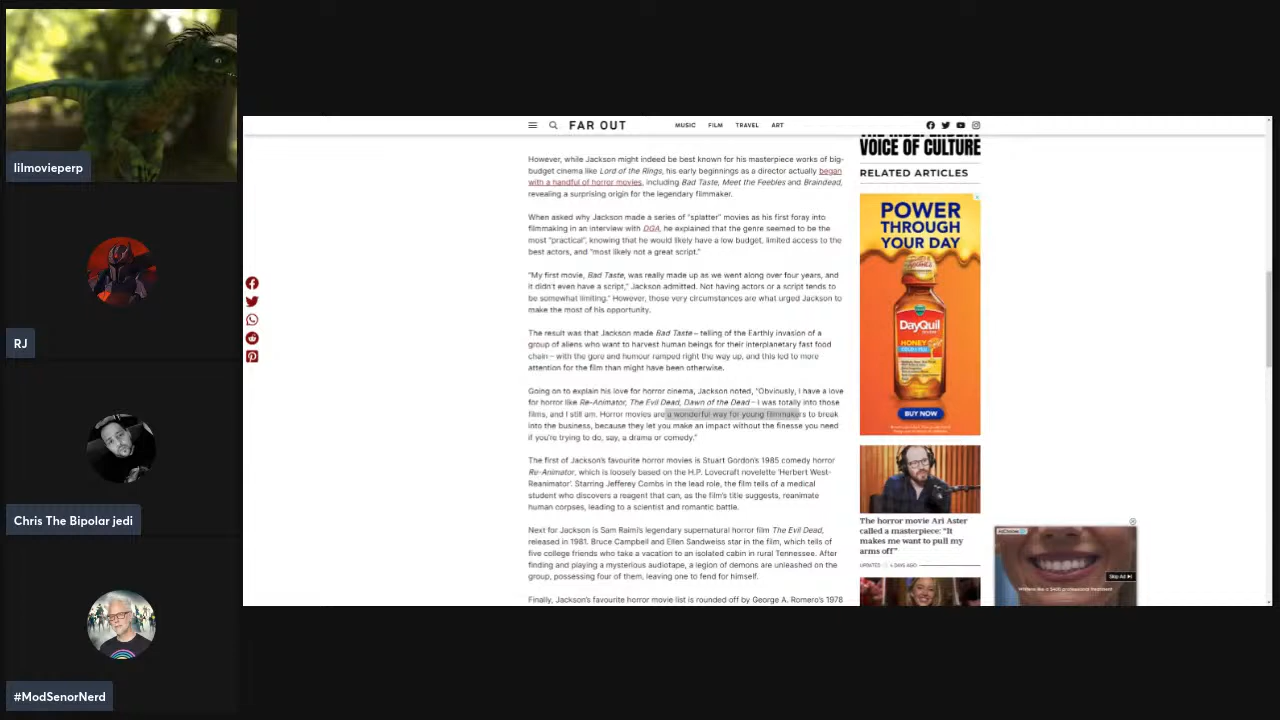 lilmovieperp
RJ
Chris The Bipolar jedi
#ModSenorNerd
FAR OUT
MUSIC FILM TRAVEL ART
However, while Jackson might indeed be best known for his masterpiece works of big-
budget cinema like Lord of the Rings, his early beginnings as a director actually began
with a handful of horror movies, including Bad Taste, Meet the Feebles and Braindead,
revealing a surprising origin for the legendary filmmaker.
When asked why Jackson made a series of "splatter" movies as his first foray into
filmmaking in an interview with DGA, he explained that the genre seemed to be the
most "practical", knowing that he would likely have a low budget, limited access to the
best actors, and "most likely not a great script."
"My first movie, Bad Taste, was really made up as we went along over four years, and
it didn't even have a script," Jackson admitted. Not having actors or a script tends to
be somewhat limiting." However, those very circumstances are what urged Jackson to
make the most of his opportunity.
The result was that Jackson made Bad Taste – telling of the Earthly invasion of a
group of aliens who want to harvest human beings for their interplanetary fast food
chain – with the gore and humour ramped right the way up, and this led to more
attention for the film than might have been otherwise.
Going on to explain his love for horror cinema, Jackson noted, "Obviously, I have a love
for horror like Re-Animator, The Evil Dead, Dawn of the Dead – I was totally into those
films, and I still am. Horror movies are a wonderful way for young filmmakers to break
into the business, because they let you make an impact without the finesse you need
if you're trying to do, say, a drama or comedy."
The first of Jackson's favourite horror movies is Stuart Gordon's 1985 comedy horror
Re-Animator, which is loosely based on the H.P. Lovecraft novelette 'Herbert West-
Reanimator'. Starring Jefferey Combs in the lead role, the film tells of a medical
student who discovers a reagent that can, as the film's title suggests, reanimate
human corpses, leading to a scientist and romantic battle.
Next for Jackson is Sam Raimi's legendary supernatural horror film The Evil Dead,
released in 1981. Bruce Campbell and Ellen Sandweiss star in the film, which tells of
five college friends who take a vacation to an isolated cabin in rural Tennessee. After
finding and playing a mysterious audiotape, a legion of demons are unleashed on the
group, possessing four of them, leaving one to fend for himself.
Finally, Jackson's favourite horror movie list is rounded off by George A. Romero's 1978
THE INDEPENDENT
VOICE OF CULTURE
RELATED ARTICLES
POWER
THROUGH
YOUR DAY
DayQuil
HONEY
BUY NOW
The horror movie Ari Aster
called a masterpiece: "It
makes me want to pull my
arms off"
UPDATED 4 DAYS AGO
Skip Ad